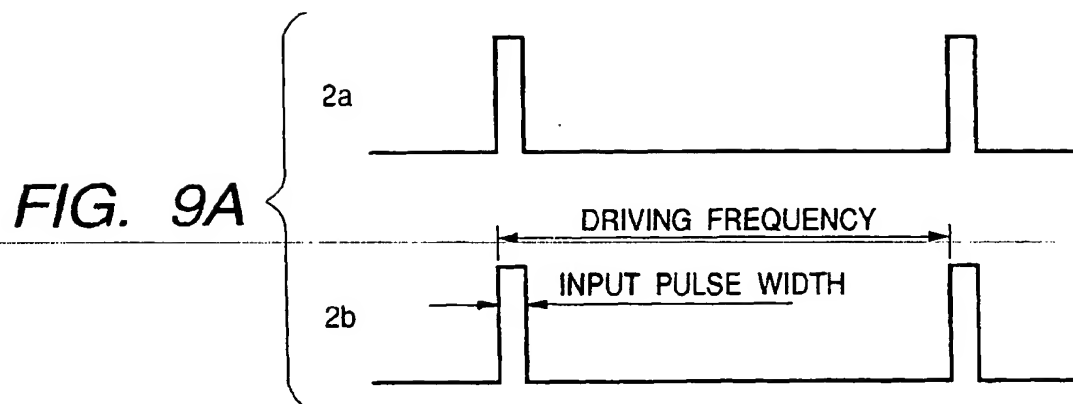 2a
FIG. 9A
DRIVING FREQUENCY
INPUT PULSE WIDTH
2b